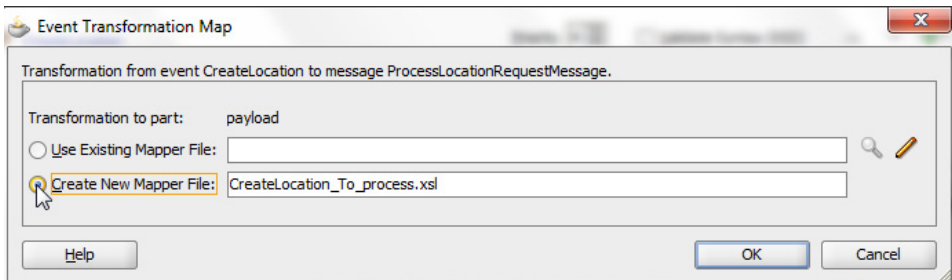 Event Transformation Map
Transformation from event CreateLocation to message ProcessLocationRequestMessage.
Transformation to part: payload
Use Existing Mapper File:
Create New Mapper File: CreateLocation_To_process.xsl
Help OK Cancel